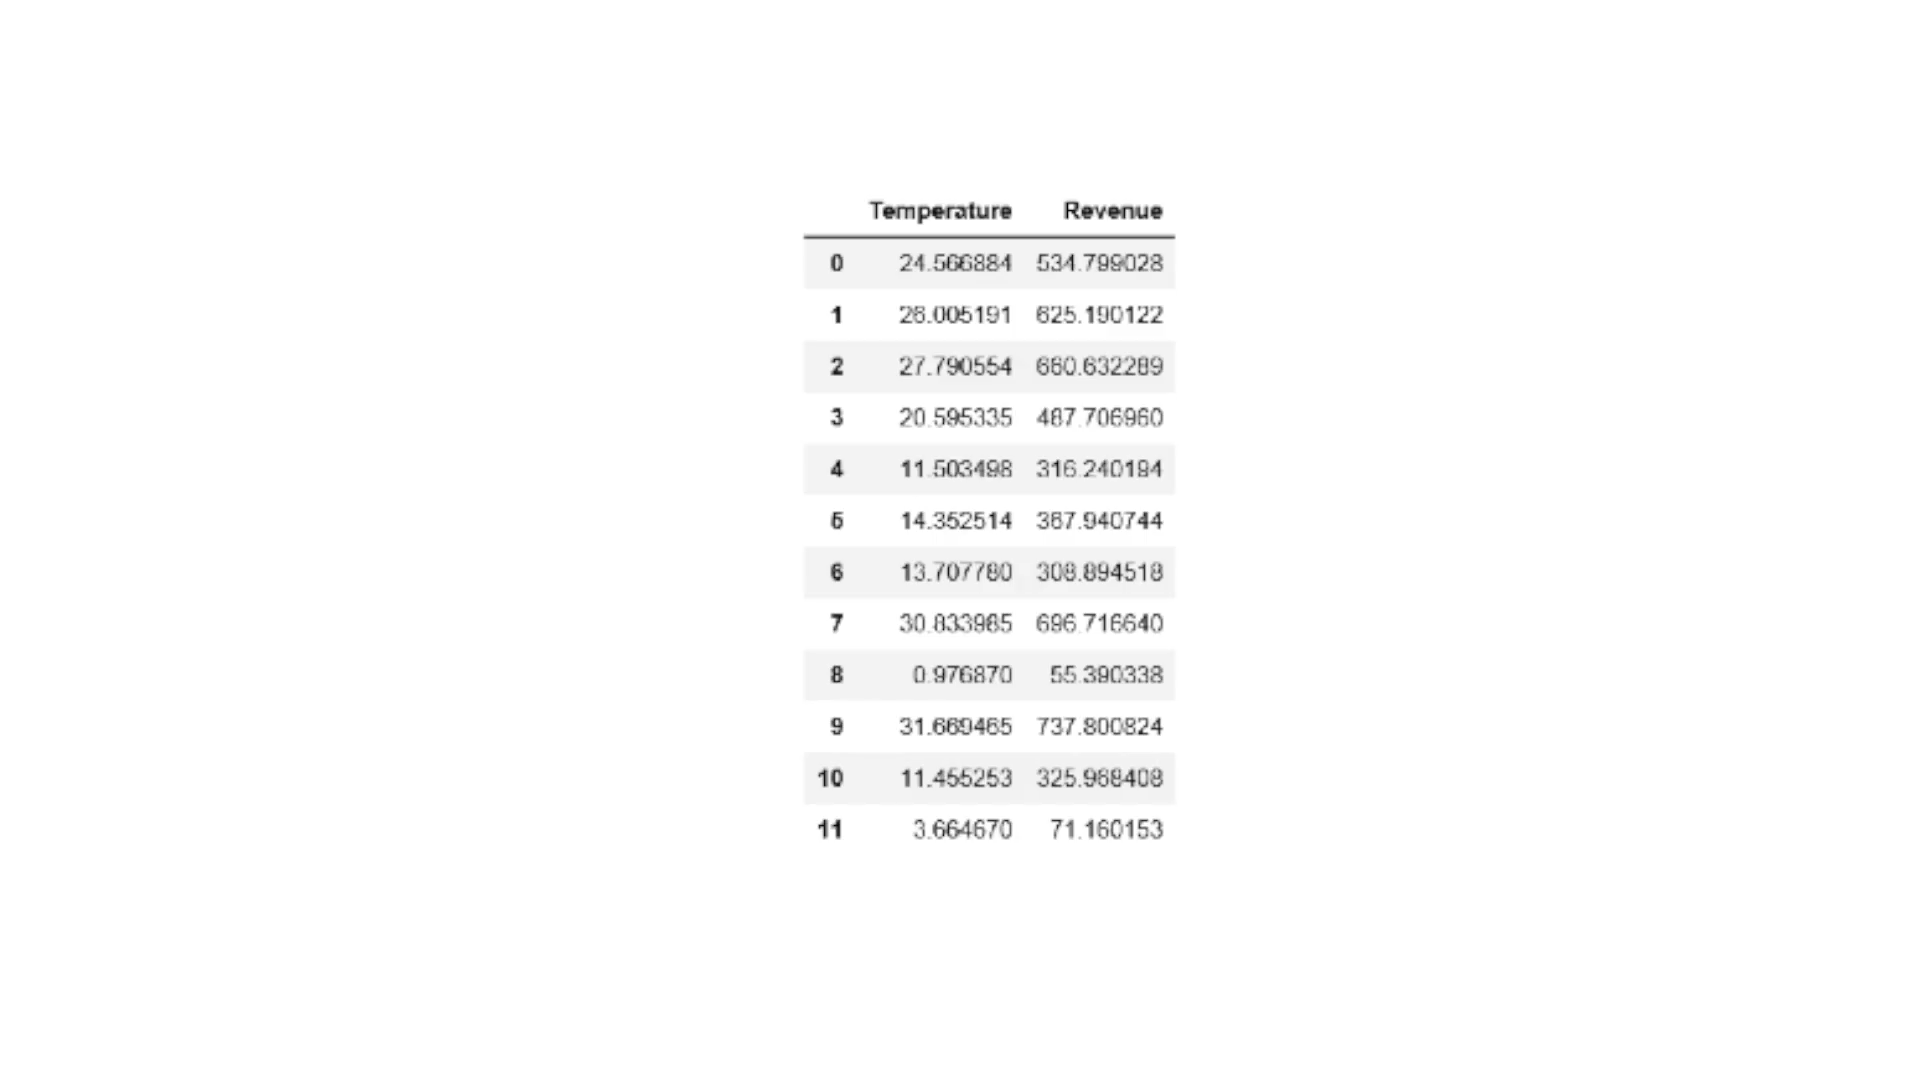 Temperature Revenue
0 24.566884 534.799028
1 26.005191 625.190122
2 27.790554 660.632289
3 20.595335 487.706960
4 11.503498 316.240194
5 14.352514 367.940744
6 13.707780 308.894518
7 30.833985 696.716640
8 0.976870 55.390338
9 31.669465 737.800824
10 11.455253 325.968408
11 3.664670 71.160153